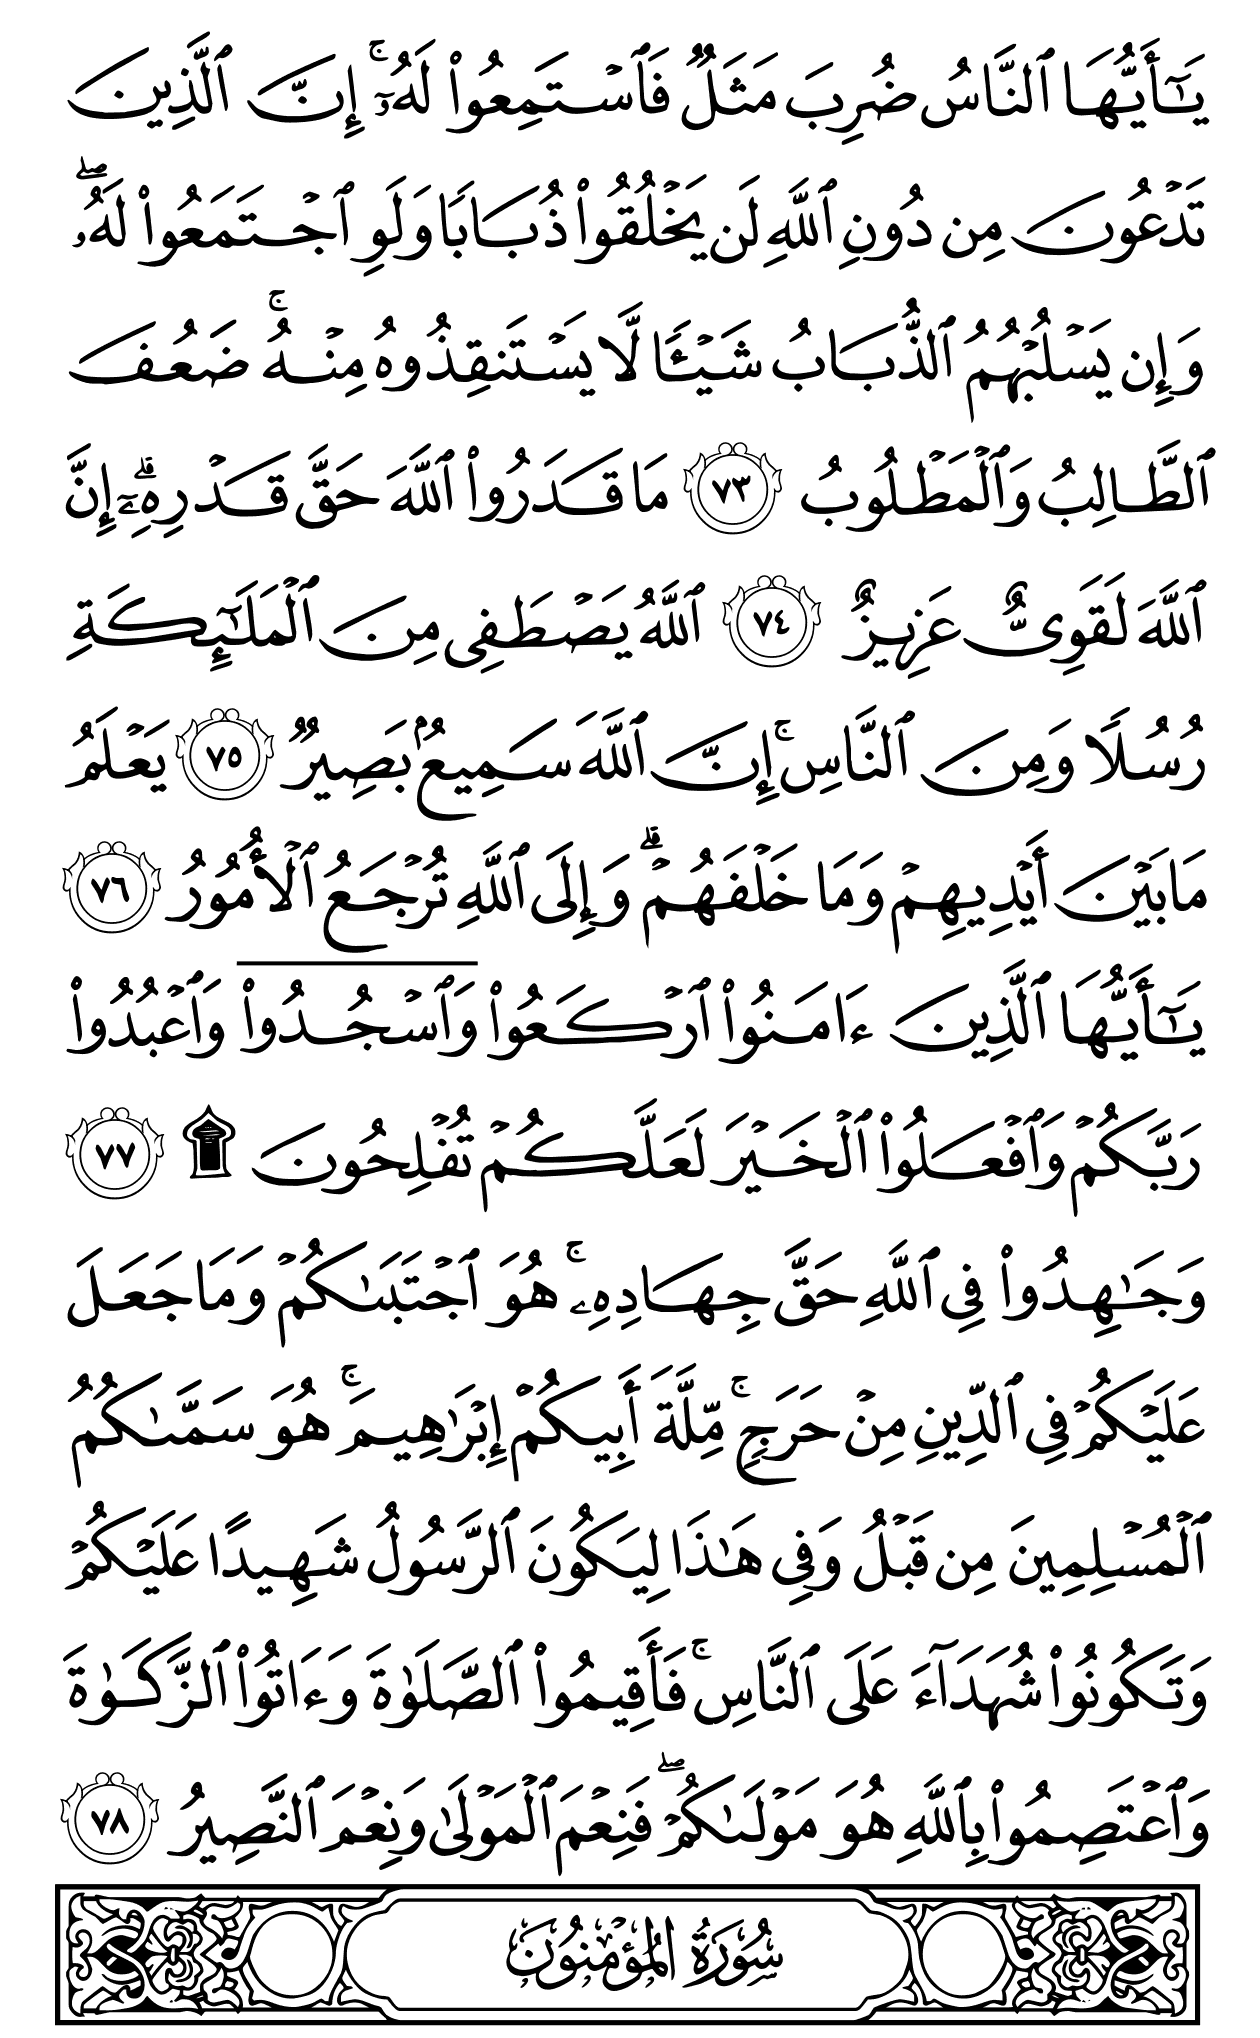 يَٰٓأَيُّهَا ٱلنَّاسُ ضُرِبَ مَثَلٌ فَٱسْتَمِعُوا۟ لَهُۥٓ ۚ إِنَّ ٱلَّذِينَ
تَدْعُونَ مِن دُونِ ٱللَّهِ لَن يَخْلُقُوا۟ ذُبَابًا وَلَوِ ٱجْتَمَعُوا۟ لَهُۥ ۖ
وَإِن يَسْلُبْهُمُ ٱلذُّبَابُ شَيْـًٔا لَّا يَسْتَنقِذُوهُ مِنْهُ ۚ ضَعُفَ
ٱلطَّالِبُ وَٱلْمَطْلُوبُ ٧٣ مَا قَدَرُوا۟ ٱللَّهَ حَقَّ قَدْرِهِۦٓ ۗ إِنَّ
ٱللَّهَ لَقَوِىٌّ عَزِيزٌ ٧٤ ٱللَّهُ يَصْطَفِى مِنَ ٱلْمَلَٰٓئِكَةِ
رُسُلًا وَمِنَ ٱلنَّاسِ ۚ إِنَّ ٱللَّهَ سَمِيعٌۢ بَصِيرٌ ٧٥ يَعْلَمُ
مَا بَيْنَ أَيْدِيهِمْ وَمَا خَلْفَهُمْ ۗ وَإِلَى ٱللَّهِ تُرْجَعُ ٱلْأُمُورُ ٧٦
يَٰٓأَيُّهَا ٱلَّذِينَ ءَامَنُوا۟ ٱرْكَعُوا۟ وَٱسْجُدُوا۟ وَٱعْبُدُوا۟
رَبَّكُمْ وَٱفْعَلُوا۟ ٱلْخَيْرَ لَعَلَّكُمْ تُفْلِحُونَ ۩ ٧٧
وَجَٰهِدُوا۟ فِى ٱللَّهِ حَقَّ جِهَادِهِۦ ۚ هُوَ ٱجْتَبَىٰكُمْ وَمَا جَعَلَ
عَلَيْكُمْ فِى ٱلدِّينِ مِنْ حَرَجٍ ۚ مِّلَّةَ أَبِيكُمْ إِبْرَٰهِيمَ ۚ هُوَ سَمَّىٰكُمُ
ٱلْمُسْلِمِينَ مِن قَبْلُ وَفِى هَٰذَا لِيَكُونَ ٱلرَّسُولُ شَهِيدًا عَلَيْكُمْ
وَتَكُونُوا۟ شُهَدَآءَ عَلَى ٱلنَّاسِ ۚ فَأَقِيمُوا۟ ٱلصَّلَوٰةَ وَءَاتُوا۟ ٱلزَّكَوٰةَ
وَٱعْتَصِمُوا۟ بِٱللَّهِ هُوَ مَوْلَىٰكُمْ ۖ فَنِعْمَ ٱلْمَوْلَىٰ وَنِعْمَ ٱلنَّصِيرُ ٧٨
سُورَةُ المُؤْمِنُونَ